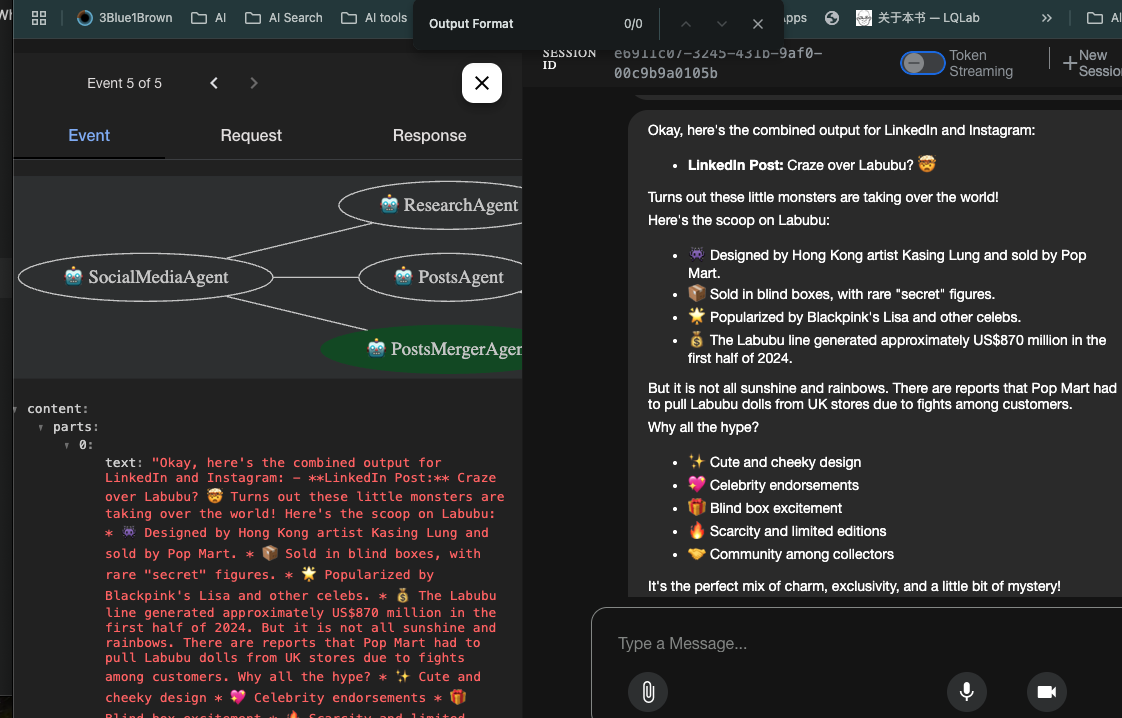 3Blue1Brown
AI
AI Search
AI tools
Output Format
0/0
Apps
关于本书 — LQLab
Event 5 of 5
Event
Request
Response
ResearchAgent
SocialMediaAgent
PostsAgent
PostsMergerAgen
content:
parts:
0:
text: "Okay, here's the combined output for
LinkedIn and Instagram: – **LinkedIn Post:** Craze
over Labubu? 🤯 Turns out these little monsters are
taking over the world! Here's the scoop on Labubu:
* 👾 Designed by Hong Kong artist Kasing Lung and
sold by Pop Mart. * 📦 Sold in blind boxes, with
rare "secret" figures. * 🌟 Popularized by
Blackpink's Lisa and other celebs. * 💰 The Labubu
line generated approximately US$870 million in the
first half of 2024. But it is not all sunshine and
rainbows. There are reports that Pop Mart had to
pull Labubu dolls from UK stores due to fights
among customers. Why all the hype? * ✨ Cute and
cheeky design * 💖 Celebrity endorsements * 🎁
Blind box excitement * 🔥 Scarcity and limited
SESSION
ID
e6911c07-3245-431b-9af0-
00c9b9a0105b
Token
Streaming
New
Session
Okay, here's the combined output for LinkedIn and Instagram:
• LinkedIn Post: Craze over Labubu? 🤯
Turns out these little monsters are taking over the world!
Here's the scoop on Labubu:
• 👾 Designed by Hong Kong artist Kasing Lung and sold by Pop
Mart.
• 📦 Sold in blind boxes, with rare "secret" figures.
• 🌟 Popularized by Blackpink's Lisa and other celebs.
• 💰 The Labubu line generated approximately US$870 million in the
first half of 2024.
But it is not all sunshine and rainbows. There are reports that Pop Mart had
to pull Labubu dolls from UK stores due to fights among customers.
Why all the hype?
• ✨ Cute and cheeky design
• 💖 Celebrity endorsements
• 🎁 Blind box excitement
• 🔥 Scarcity and limited editions
• 🤝 Community among collectors
It's the perfect mix of charm, exclusivity, and a little bit of mystery!
Type a Message...